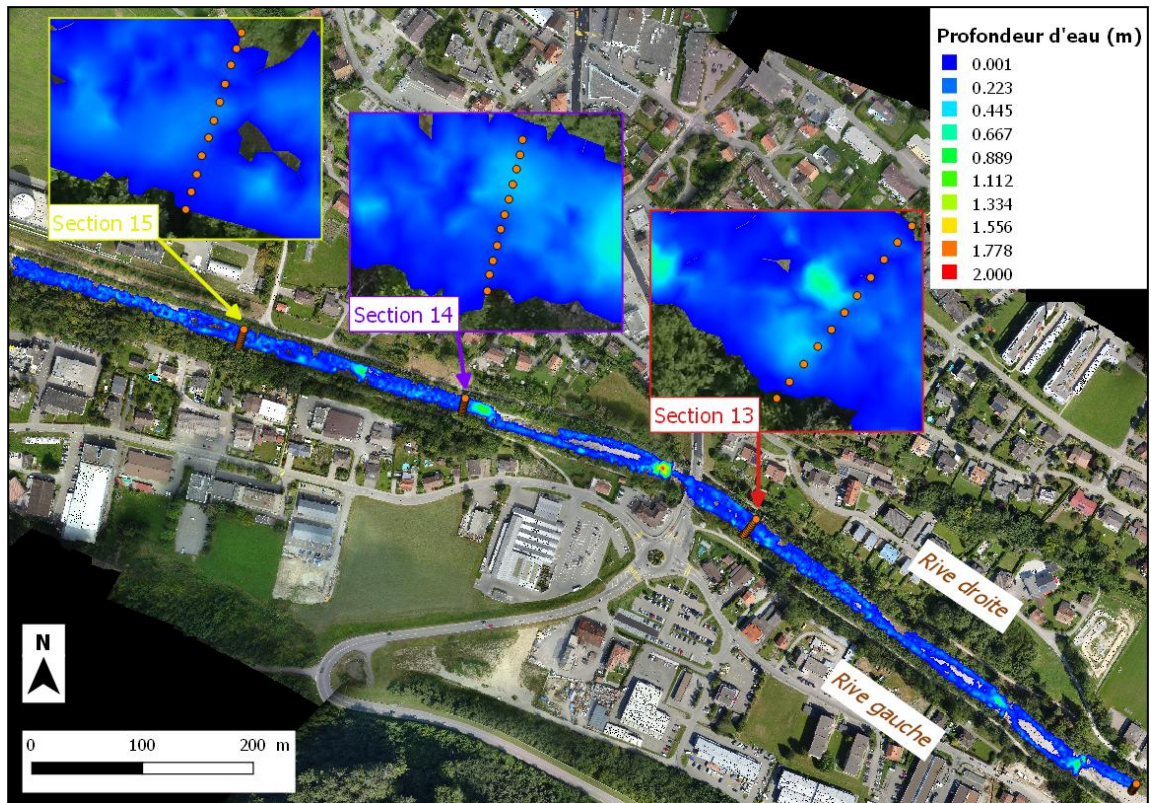 Profondeur d'eau (m)
0.001
0.223
0.445
0.667
0.889
1.112
1.334
1.556
1.778
2.000
Section 15
Section 14
Section 13
Rive droite
Rive gauche
N
0 100 200 m